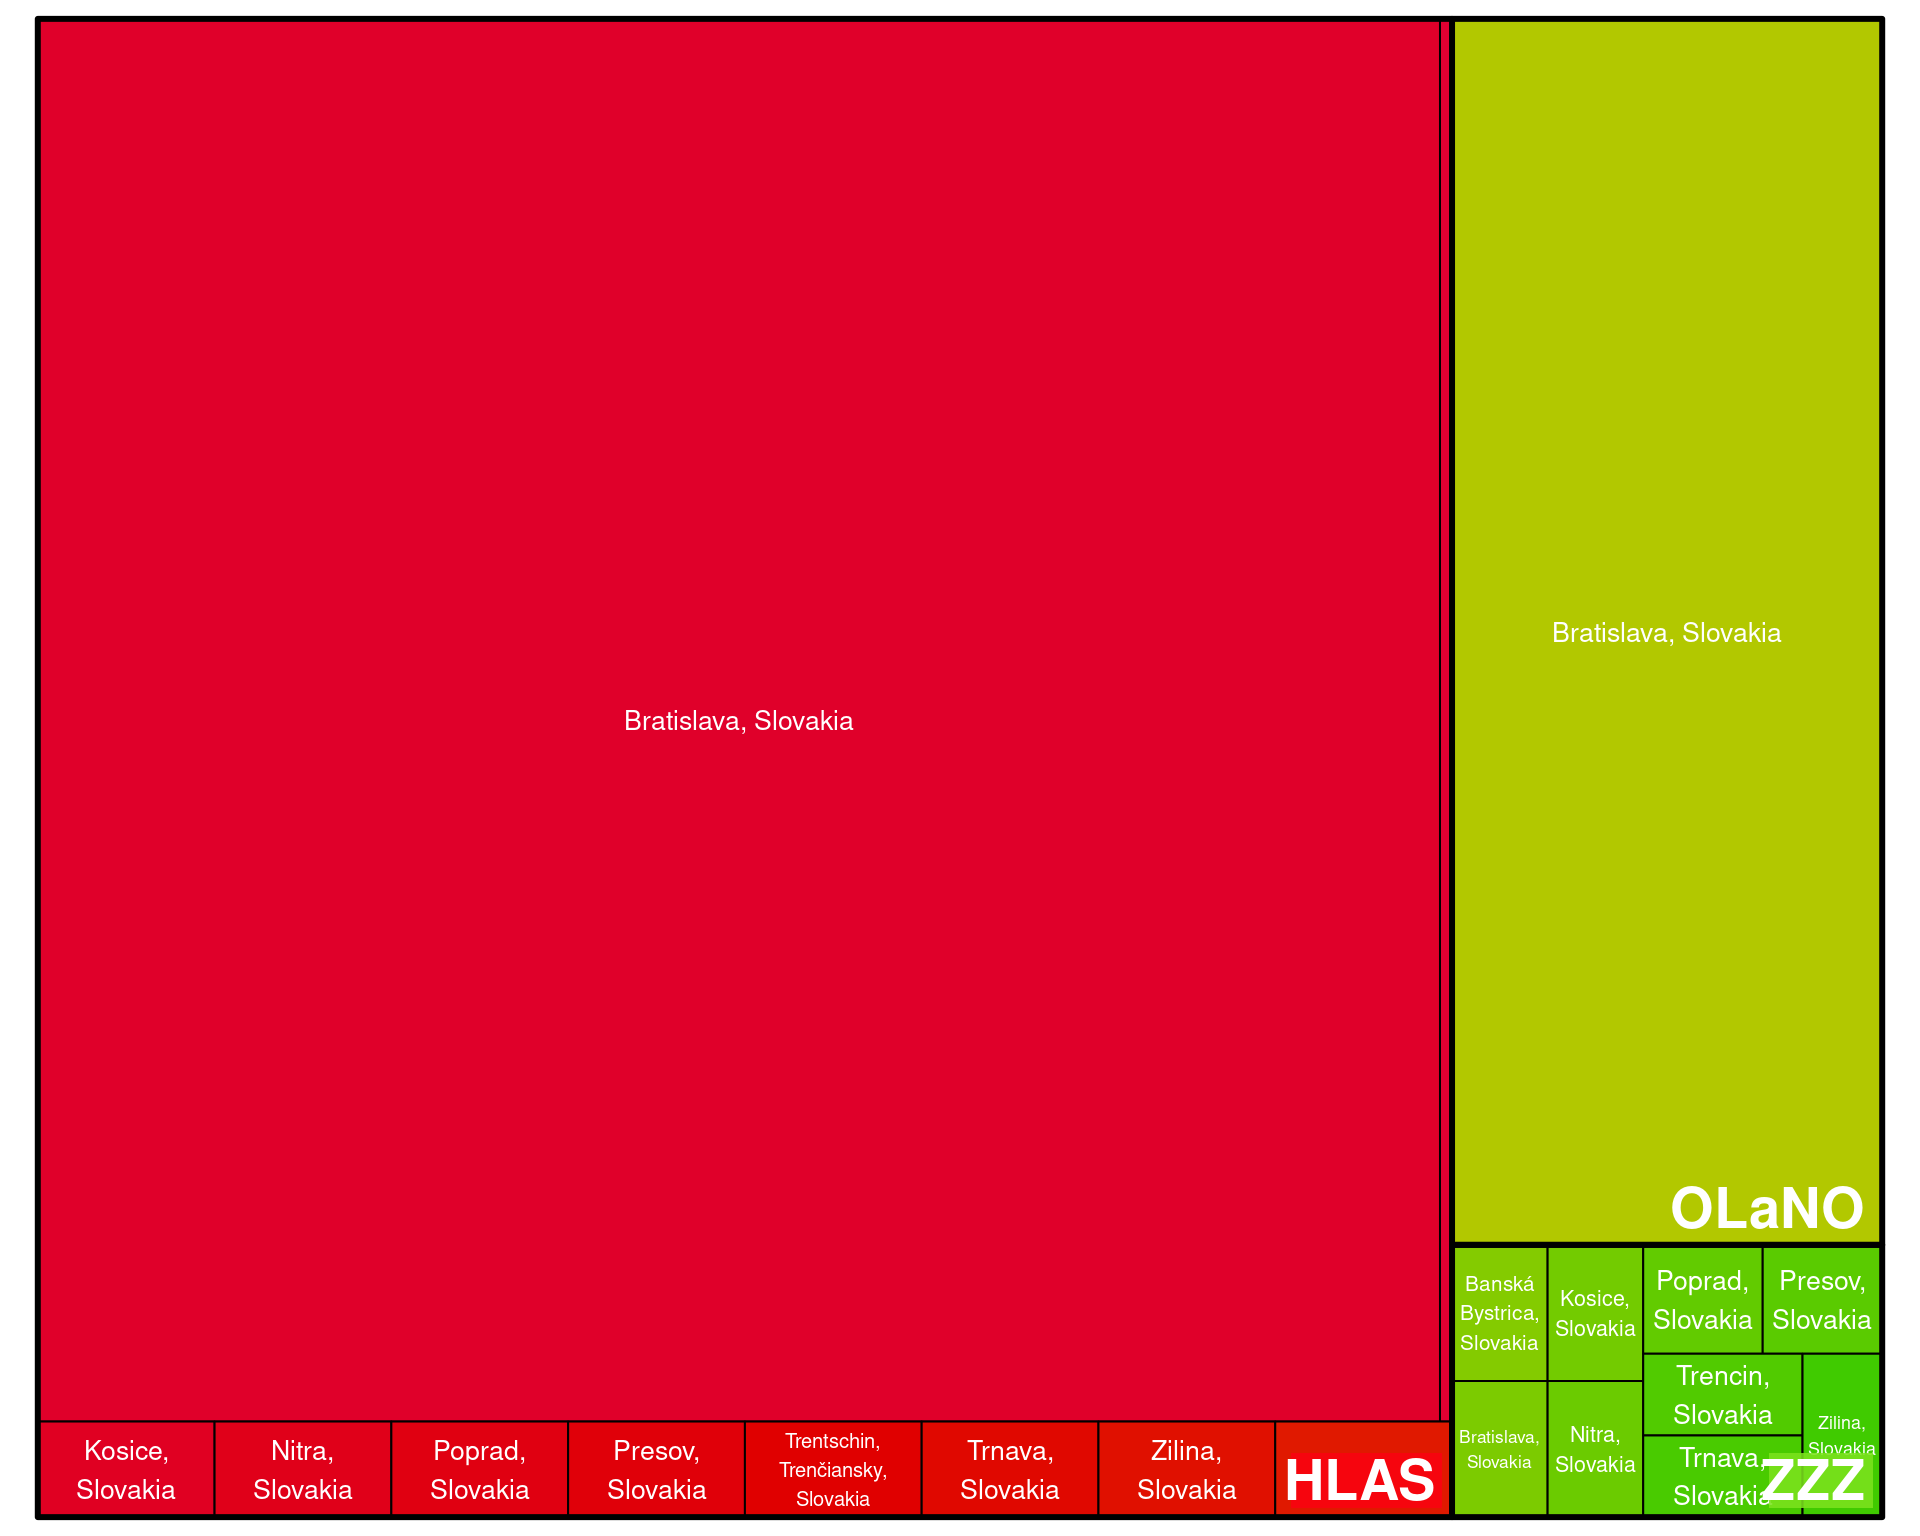 Bratislava, Slovakia
Kosice,
Slovakia
Nitra,
Slovakia
Poprad,
Slovakia
Presov,
Slovakia
Trentschin,
Trenčiansky,
Slovakia
Trnava,
Slovakia
Zilina,
Slovakia
HLAS
Bratislava, Slovakia
OLaNO
Banská
Bystrica,
Slovakia
Kosice,
Slovakia
Poprad,
Slovakia
Presov,
Slovakia
Bratislava,
Slovakia
Nitra,
Slovakia
Trencin,
Slovakia
Trnava,
Slovakia
Zilina,
Slovakia
ZZZ